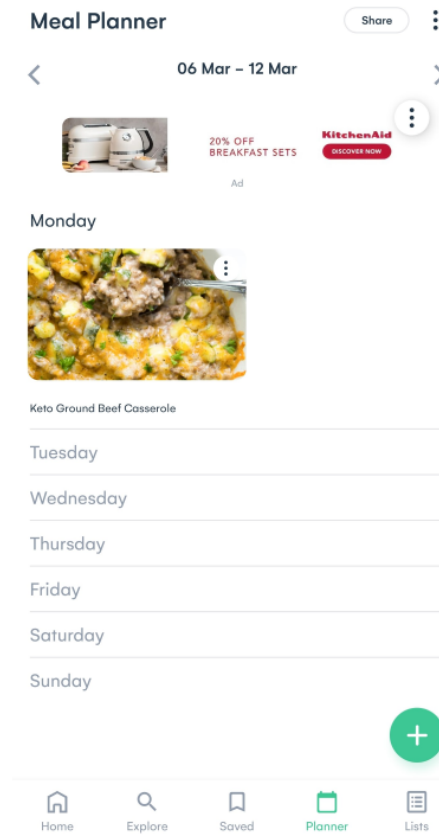 Meal Planner
Share
06 Mar – 12 Mar
20% OFF
BREAKFAST SETS
KitchenAid
DISCOVER NOW
Ad
Monday
Keto Ground Beef Casserole
Tuesday
Wednesday
Thursday
Friday
Saturday
Sunday
Home
Explore
Saved
Planner
Lists